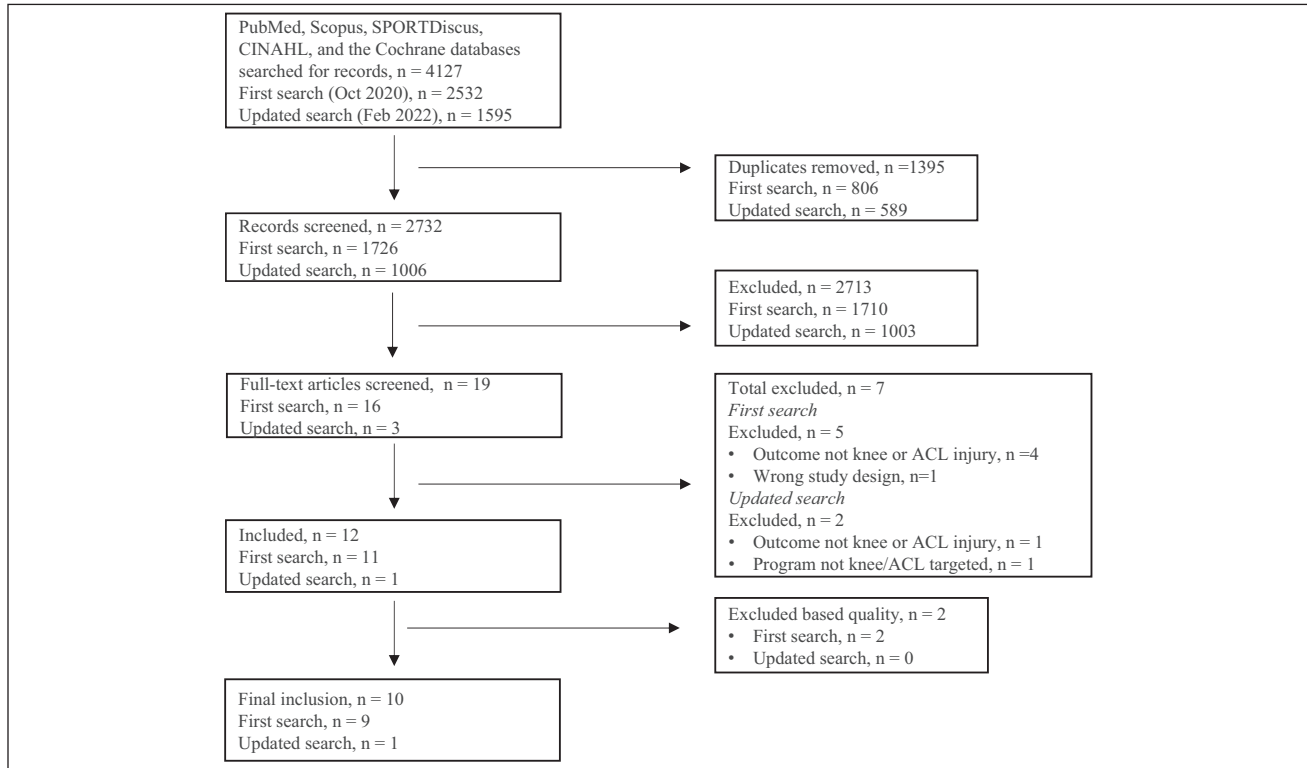 PubMed, Scopus, SPORTDiscus,
CINAHL, and the Cochrane databases
searched for records, n = 4127
First search (Oct 2020), n = 2532
Updated search (Feb 2022), n = 1595
Duplicates removed, n =1395
First search, n = 806
Updated search, n = 589
Records screened, n = 2732
First search, n = 1726
Updated search, n = 1006
Excluded, n = 2713
First search, n = 1710
Updated search, n = 1003
Full-text articles screened, n = 19
First search, n = 16
Updated search, n = 3
Total excluded, n = 7
First search
Excluded, n = 5
• Outcome not knee or ACL injury, n =4
• Wrong study design, n=1
Updated search
Excluded, n = 2
• Outcome not knee or ACL injury, n = 1
• Program not knee/ACL targeted, n = 1
Included, n = 12
First search, n = 11
Updated search, n = 1
Excluded based quality, n = 2
• First search, n = 2
• Updated search, n = 0
Final inclusion, n = 10
First search, n = 9
Updated search, n = 1